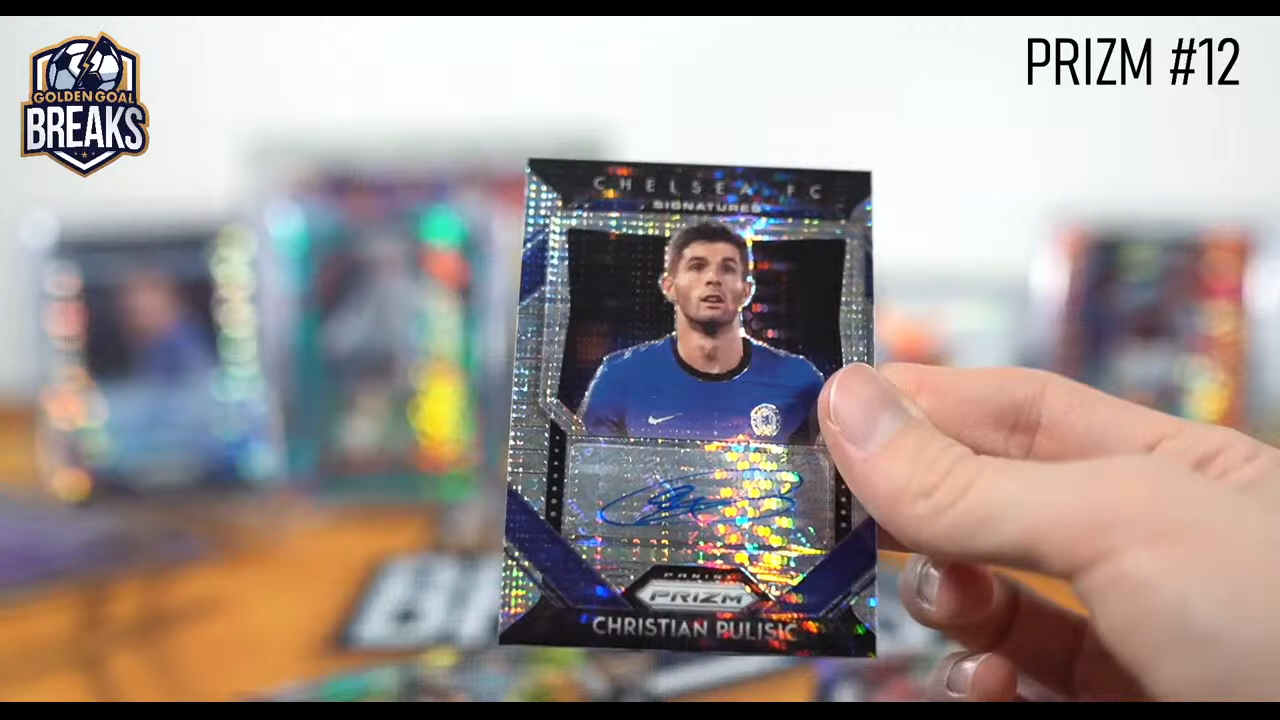 GOLDEN GOAL
BREAKS
PRIZM #12
CHELSEA FC
SIGNATURES
PANINI
PRIZM
CHRISTIAN PULISIC